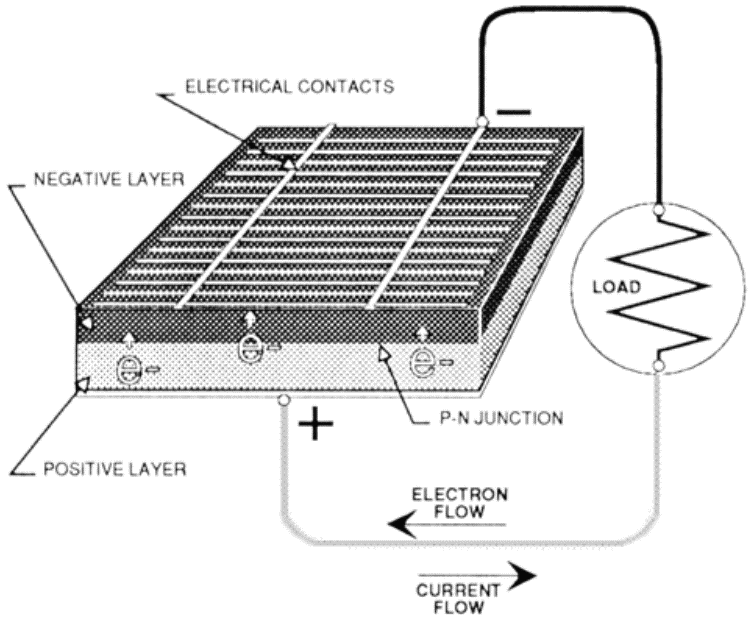 ELECTRICAL CONTACTS
−
NEGATIVE LAYER
LOAD
e-
e-
e-
+
P-N JUNCTION
POSITIVE LAYER
ELECTRON
FLOW
CURRENT
FLOW